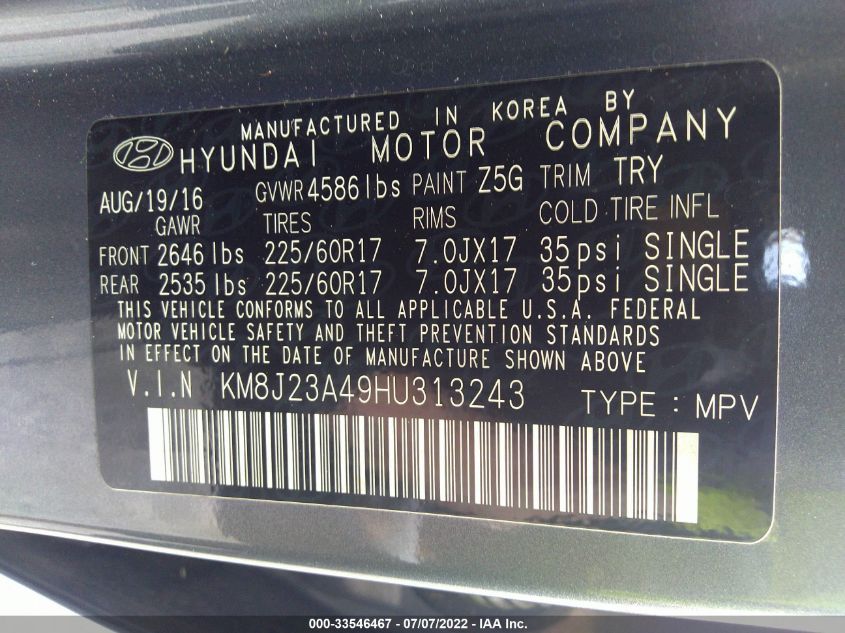 MANUFACTURED IN KOREA BY
HYUNDAI MOTOR COMPANY
AUG/19/16 GVWR 4586 lbs PAINT Z5G TRIM TRY
GAWR TIRES RIMS COLD TIRE INFL
FRONT 2646 lbs 225/60R17 7.0JX17 35psi SINGLE
REAR 2535 lbs 225/60R17 7.0JX17 35psi SINGLE
THIS VEHICLE CONFORMS TO ALL APPLICABLE U.S.A. FEDERAL
MOTOR VEHICLE SAFETY AND THEFT PREVENTION STANDARDS
IN EFFECT ON THE DATE OF MANUFACTURE SHOWN ABOVE
V.I.N KM8J23A49HU313243 TYPE : MPV
000-33546467 - 07/07/2022 - IAA Inc.